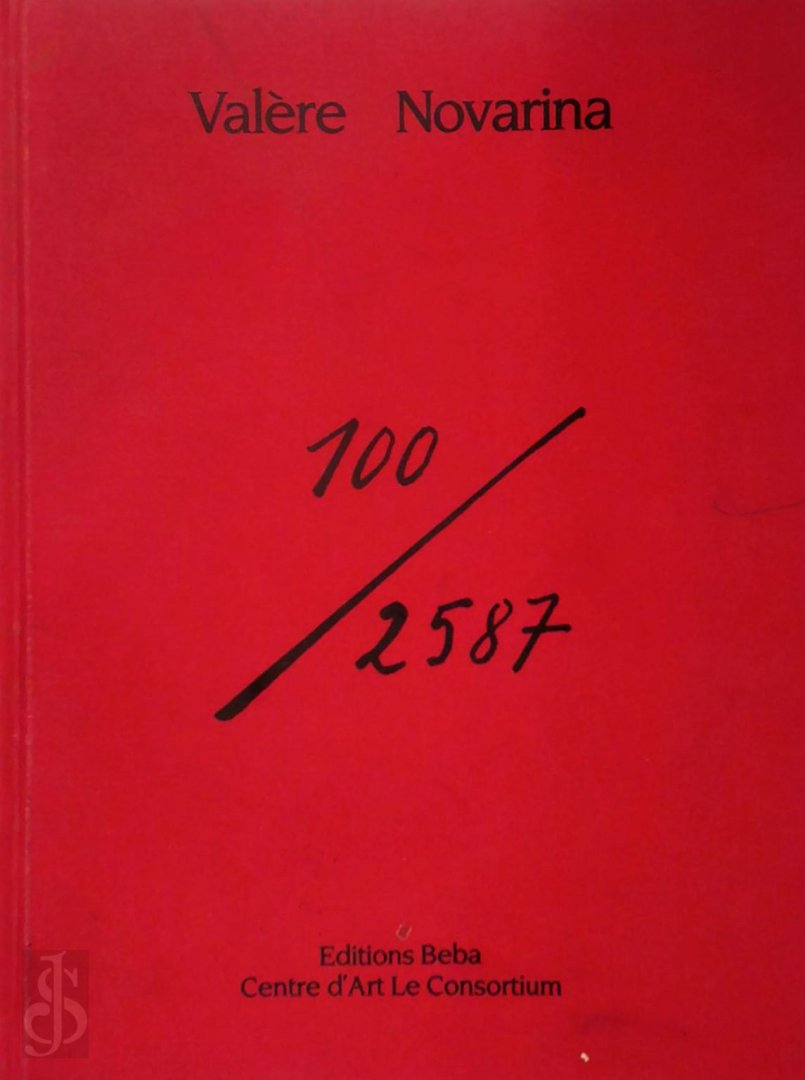 Valère Novarina
100
/
2587
Editions Beba
Centre d'Art Le Consortium